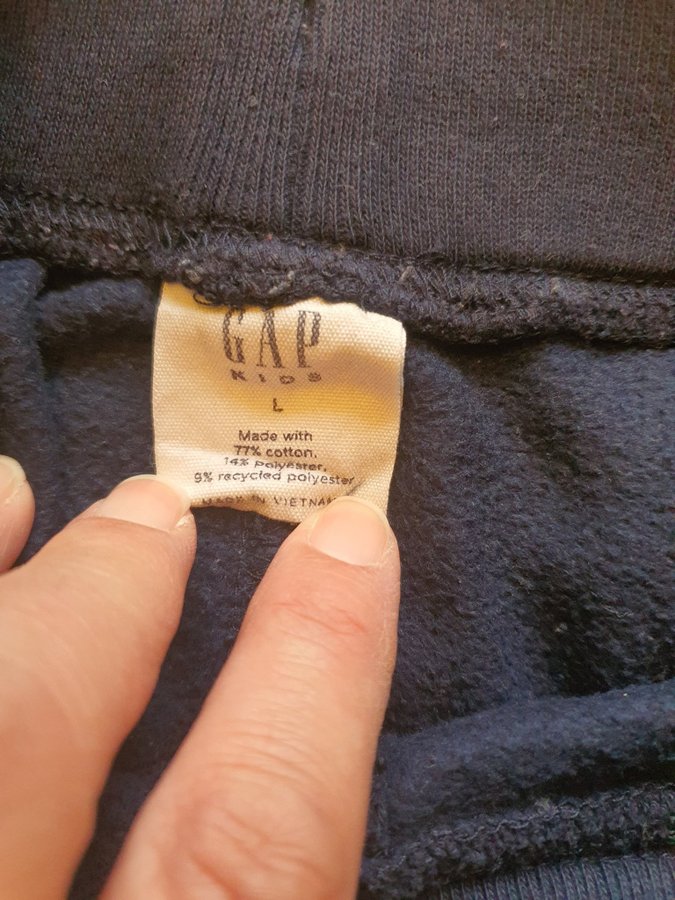 GAP
KIDS
L
Made with
77% cotton,
14% polyester,
9% recycled polyester
MADE IN VIETNAM